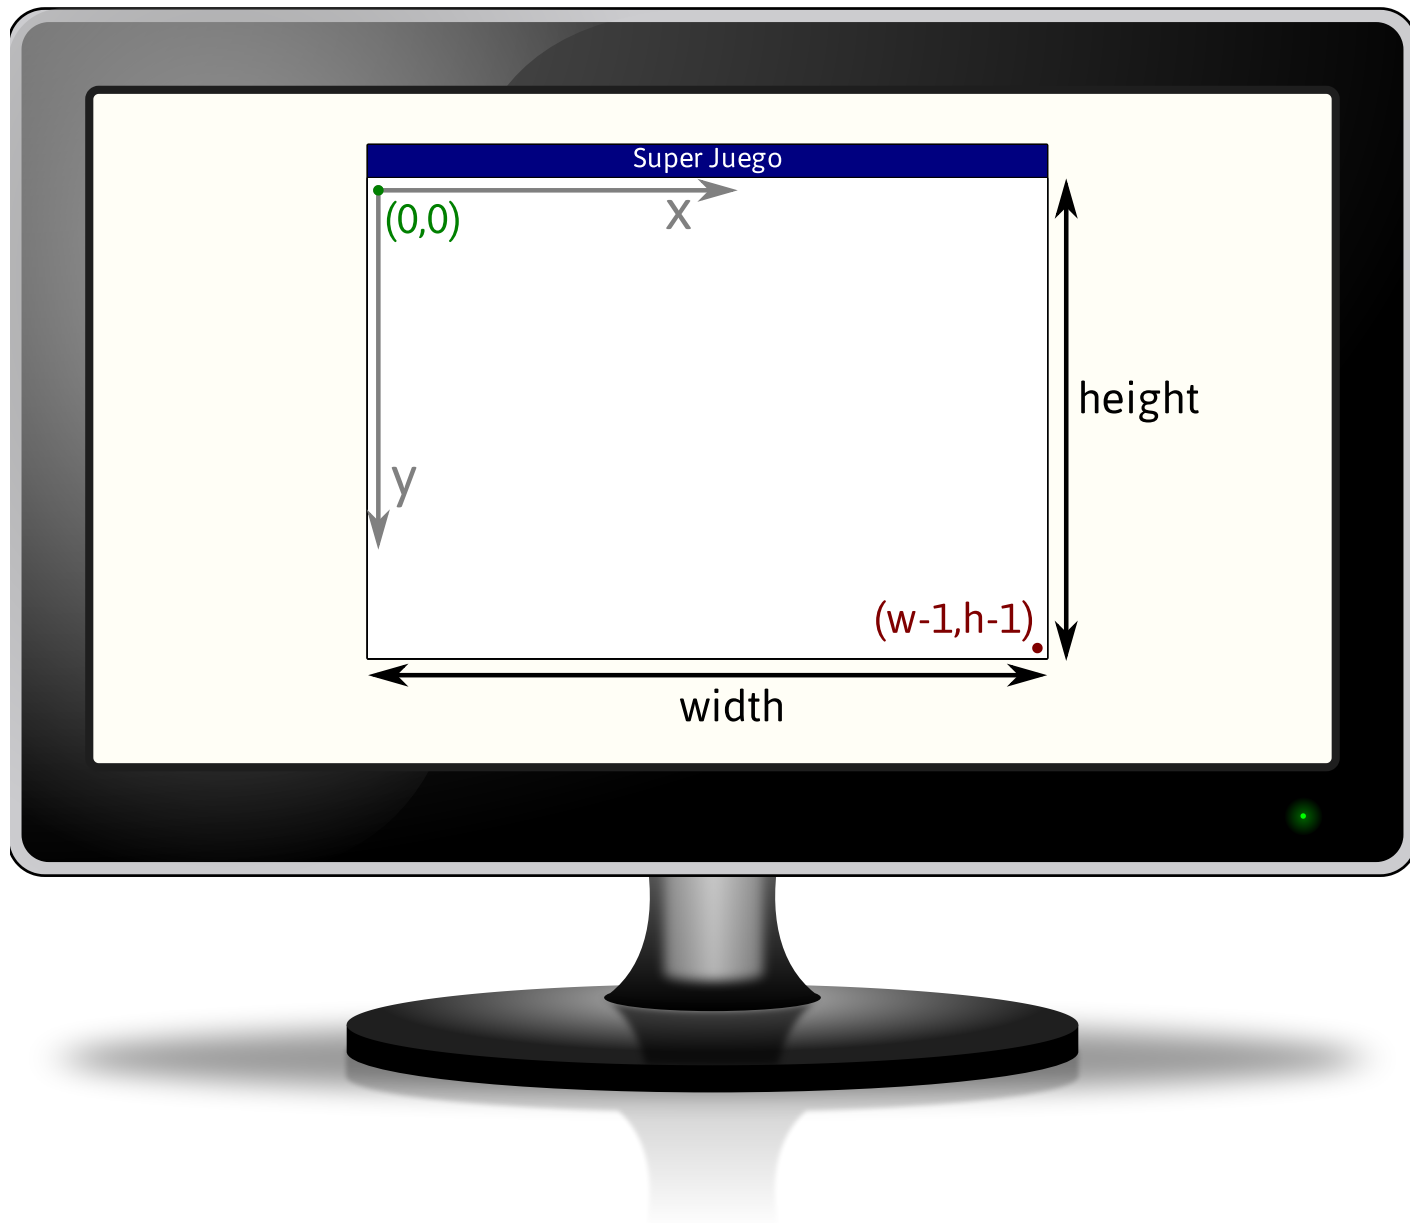 Super Juego
(0,0)
x
y
height
(w-1,h-1)
width